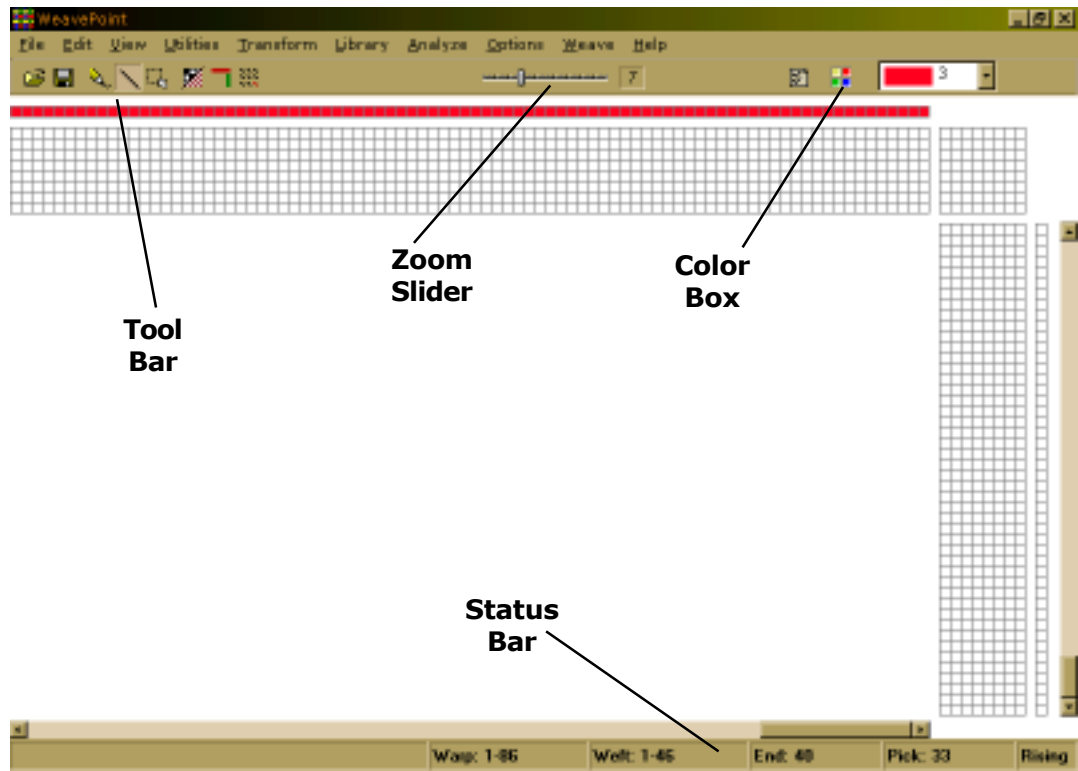 WeavePoint
File Edit View Utilities Transform Library Analyze Options Weave Help
7 3
Zoom
Slider
Color
Box
Tool
Bar
Status
Bar
Warp: 1-86 Weft: 1-46 End: 40 Pick: 33 Rising